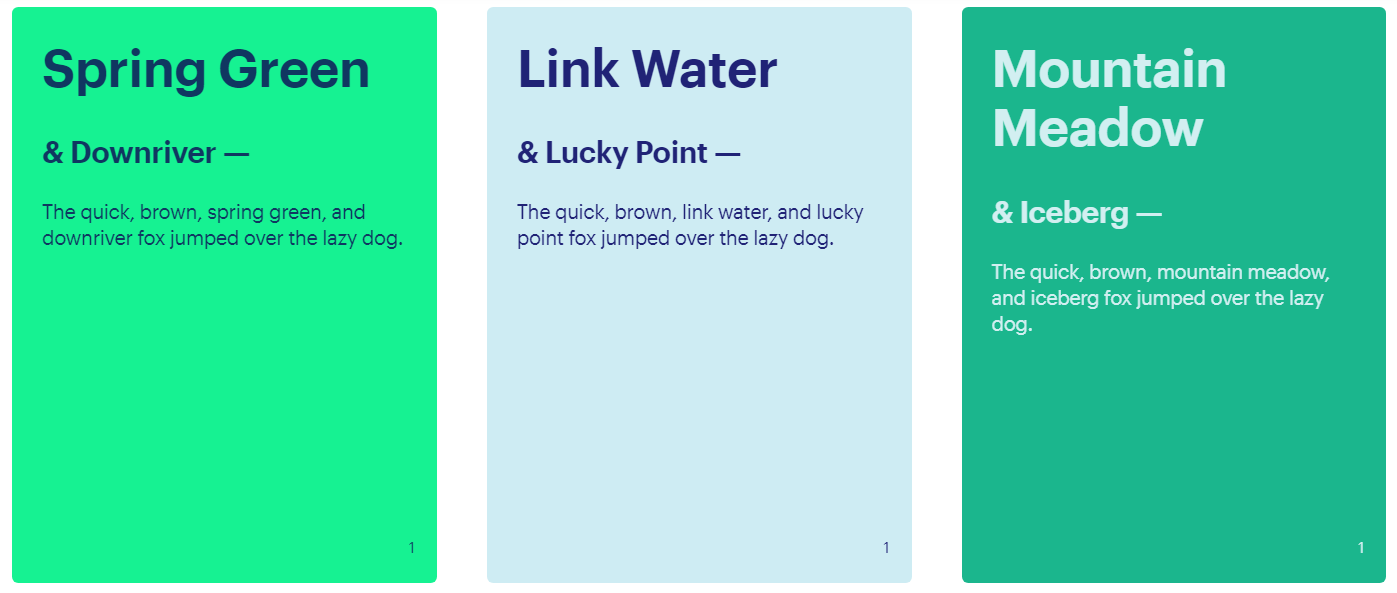 Spring Green
& Downriver —
The quick, brown, spring green, and
downriver fox jumped over the lazy dog.
1
Link Water
& Lucky Point —
The quick, brown, link water, and lucky
point fox jumped over the lazy dog.
1
Mountain
Meadow
& Iceberg —
The quick, brown, mountain meadow,
and iceberg fox jumped over the lazy
dog.
1